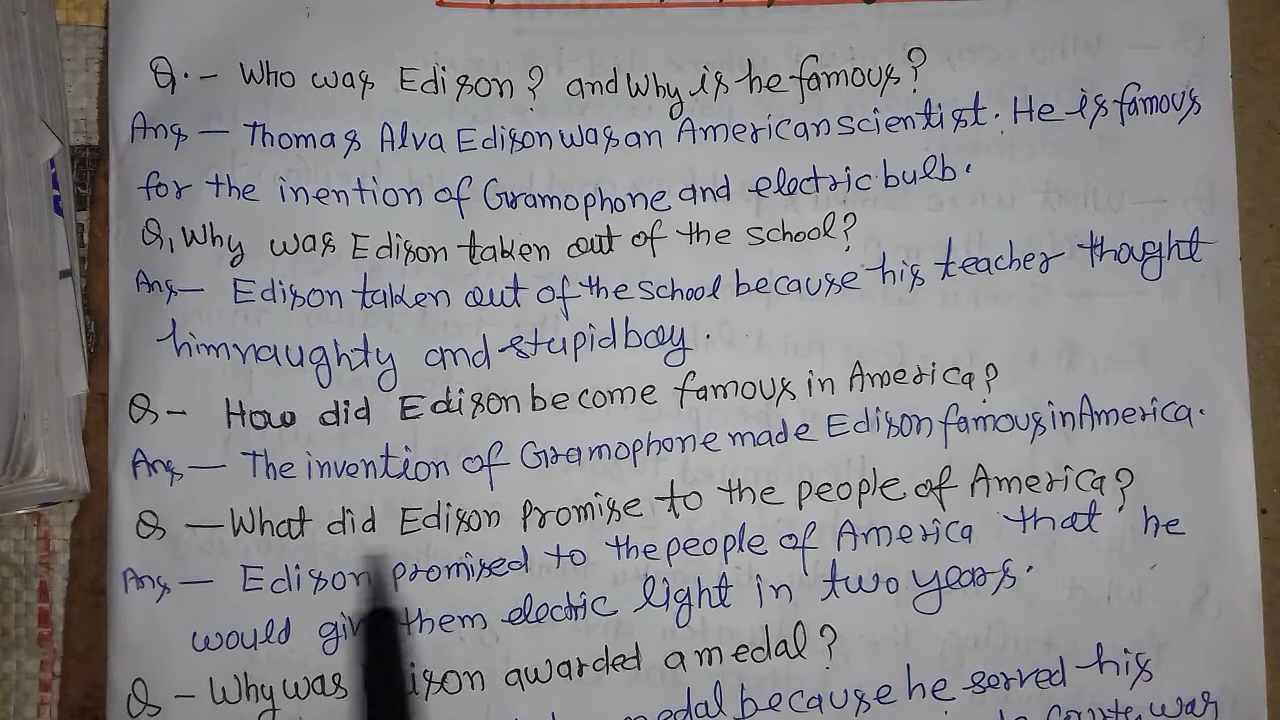 Q.- Who was Edison? and Why is he famous?
Ans - Thomas Alva Edison was an American scientist. He is famous
for the inention of Gramophone and electric bulb.
Q, Why was Edison taken out of the school?
Ans- Edison taken out of the school because his teacher thought
him naughty and stupid boy.
Q- How did Edison become famous in America?
Ans - The invention of Gramophone made Edison famous in America.
Q - What did Edison promise to the people of America?
Ans - Edison promised to the people of America that he
would give them electric light in two years.
Q - Why was Edison awarded a medal?
medal because he served his
was